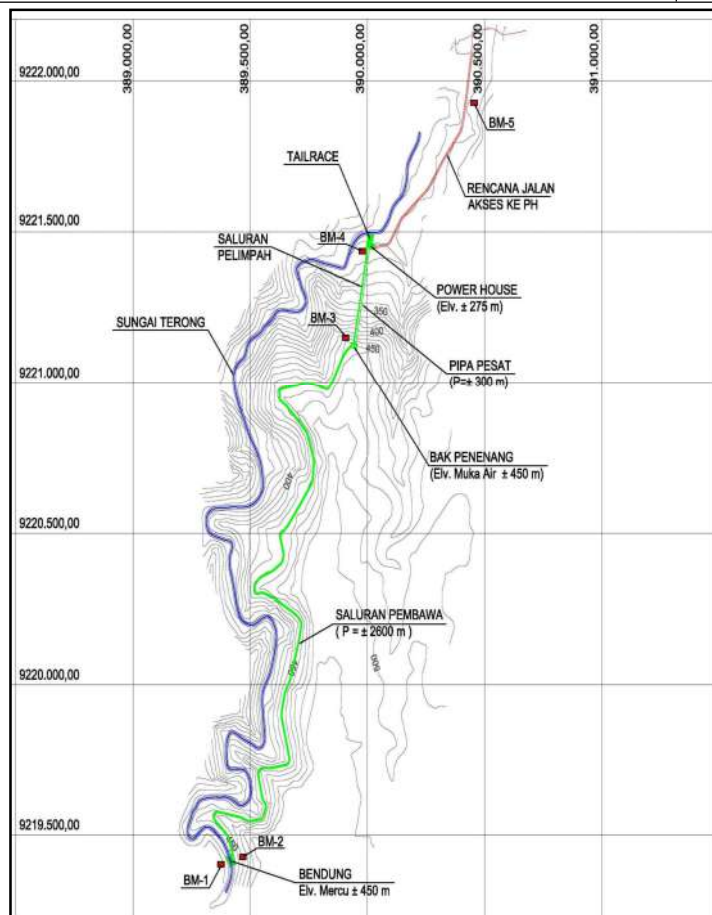 389.000,00
389.500,00
390.000,00
390.500,00
391.000,00
9222.000,00
BM-5
TAILRACE
RENCANA JALAN
AKSES KE PH
9221.500,00
SALURAN
PELIMPAH
BM-4
POWER HOUSE
(Elv. ± 275 m)
350
BM-3
400
SUNGAI TERONG
450
PIPA PESAT
(P=± 300 m)
9221.000,00
BAK PENENANG
(Elv. Muka Air ± 450 m)
400
9220.500,00
SALURAN PEMBAWA
( P = ± 2600 m )
450
500
9220.000,00
9219.500,00
BM-2
BM-1
BENDUNG
Elv. Mercu ± 450 m